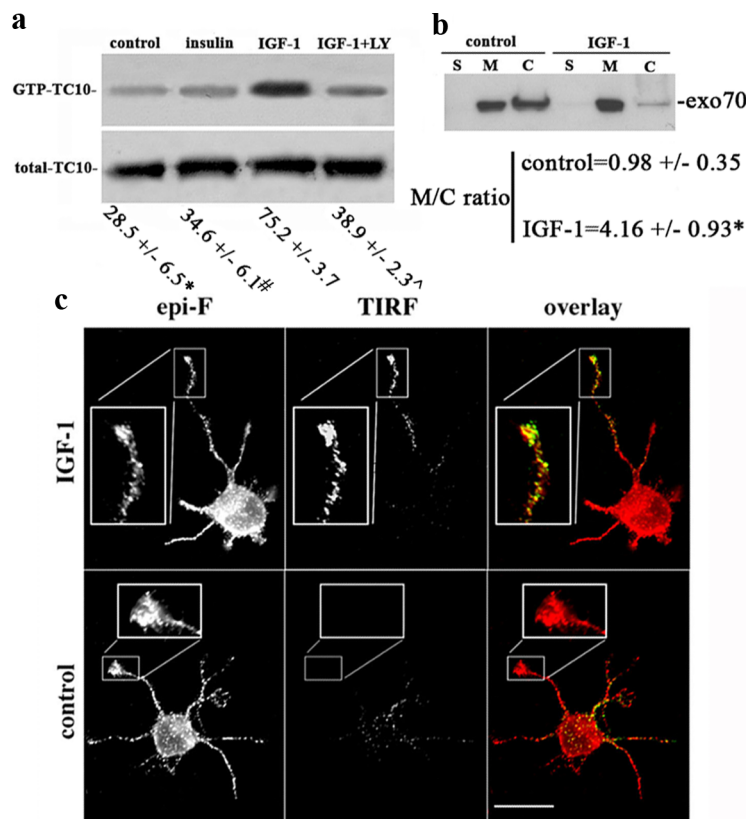 a
control insulin IGF-1 IGF-1+LY
GTP-TC10-
total-TC10-
28.5 +/- 6.5* 34.6 +/- 6.1# 75.2 +/- 3.7 38.9 +/- 2.3^
b
control IGF-1
S M C S M C
-exo70
M/C ratio
control=0.98 +/- 0.35
IGF-1=4.16 +/- 0.93*
c
epi-F TIRF overlay
IGF-1
control